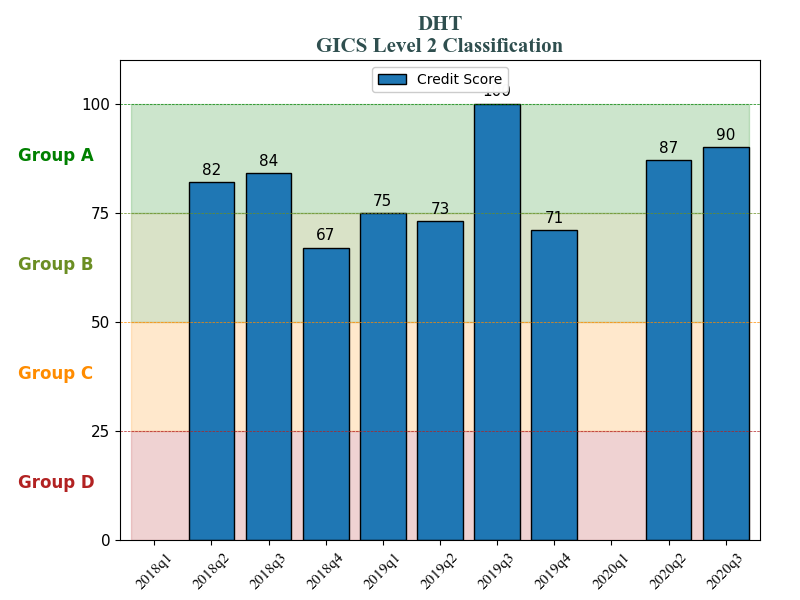 DHT
GICS Level 2 Classification
Credit Score
100
Group A
Group B
Group C
Group D
100
75
50
25
0
82
84
67
75
73
71
87
90
2018q1
2018q2
2018q3
2018q4
2019q1
2019q2
2019q3
2019q4
2020q1
2020q2
2020q3